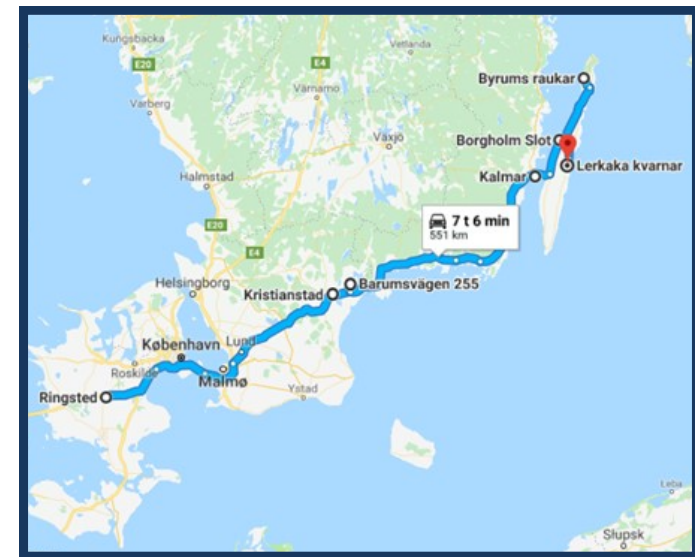 Kungsbacka
Vetlanda
Byrums raukar
E20
E4
Värnamo
Varberg
Borgholm Slot
Växjö
Lerkaka kvarnar
Kalmar
Halmstad
7 t 6 min
551 km
E20
E4
Helsingborg
Barumsvägen 255
Kristianstad
København
Lund
Roskilde
Malmø
Ringsted
Ystad
Łeba
Słupsk